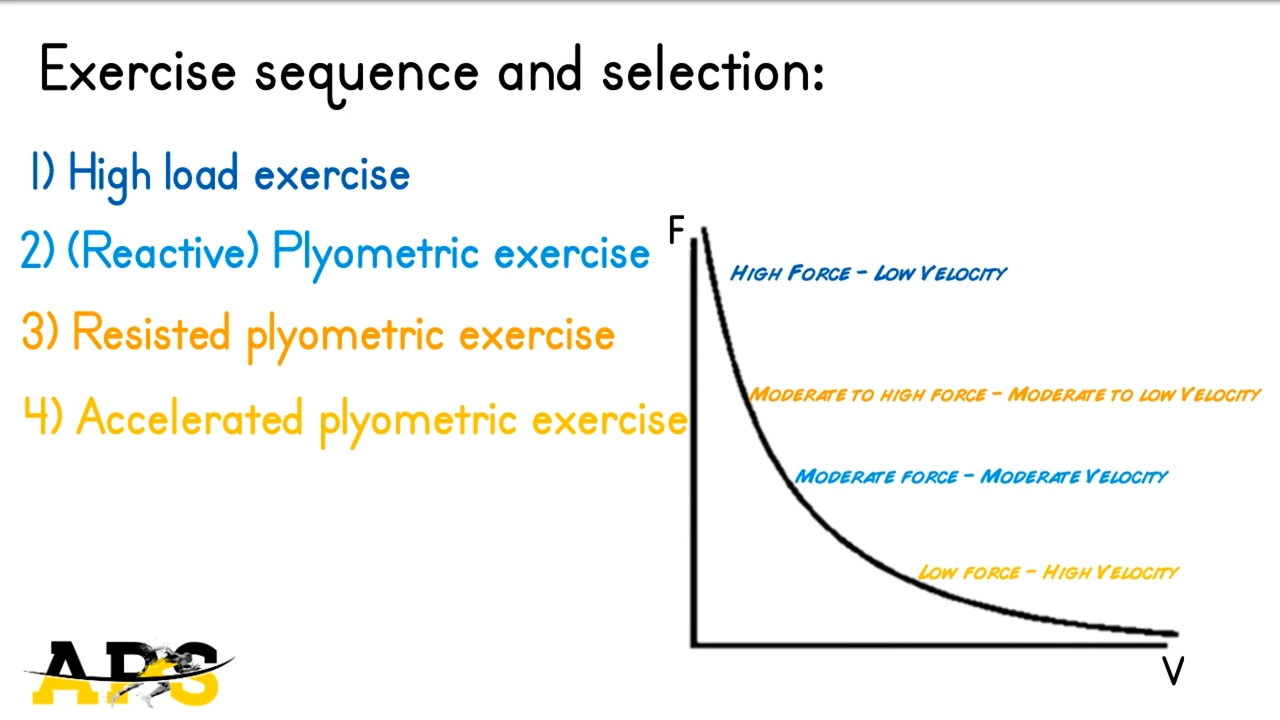 Exercise sequence and selection:
1) High load exercise
2) (Reactive) Plyometric exercise
3) Resisted plyometric exercise
4) Accelerated plyometric exercise
F
HIGH FORCE - LOW VELOCITY
MODERATE TO HIGH FORCE - MODERATE TO LOW VELOCITY
MODERATE FORCE - MODERATE VELOCITY
LOW FORCE - HIGH VELOCITY
V
APS